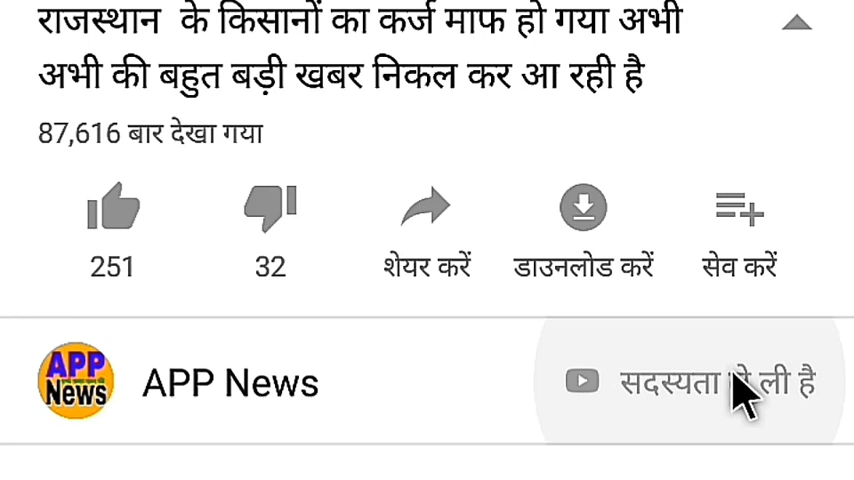 राजस्थान के किसानों का कर्ज माफ हो गया अभी
अभी की बहुत बड़ी खबर निकल कर आ रही है
87,616 बार देखा गया
251 32 शेयर करें डाउनलोड करें सेव करें
APP News
APP News सदस्यता ली है